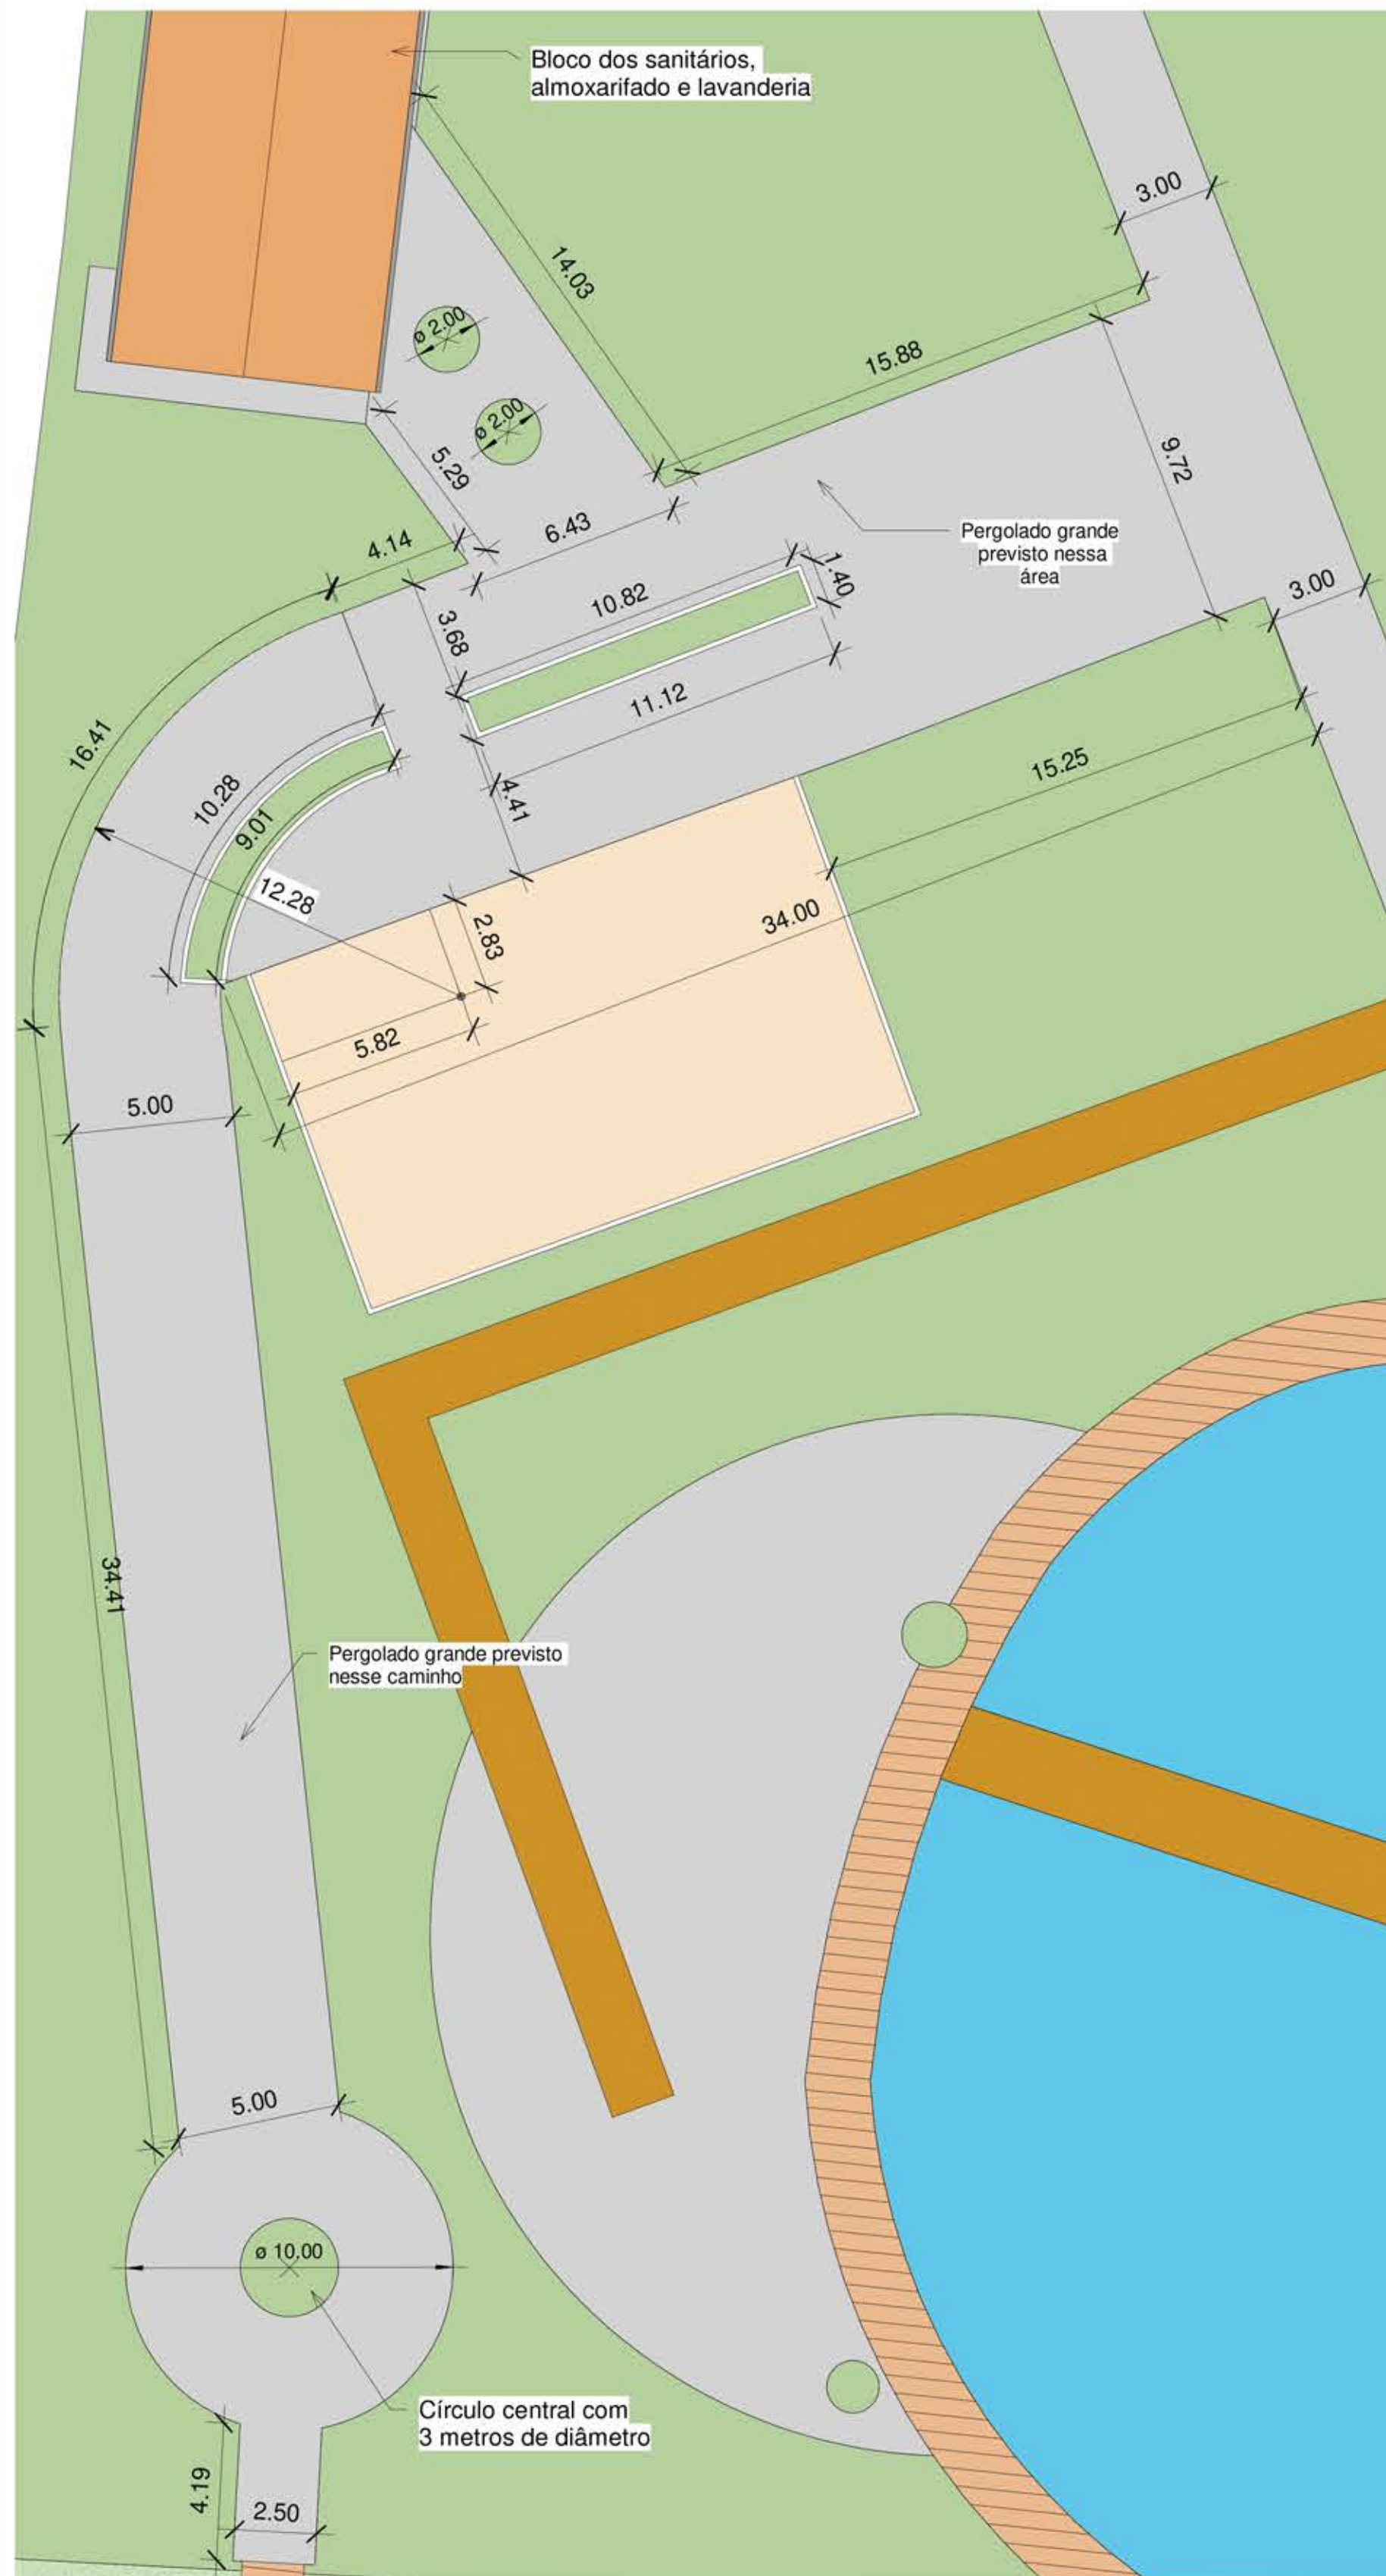 Bloco dos sanitários,
almoxarifado e lavanderia
3.00
14.03
ø 2.00
15.88
ø 2.00
5.29
9.72
6.43
Pergolado grande
previsto nessa
área
4.14
1.40
3.00
10.82
3.68
11.12
16.41
15.25
10.28
4.41
9.01
12.28
34.00
2.83
5.82
5.00
34.41
Pergolado grande previsto
nesse caminho
5.00
ø 10.00
Círculo central com
3 metros de diâmetro
4.19
2.50